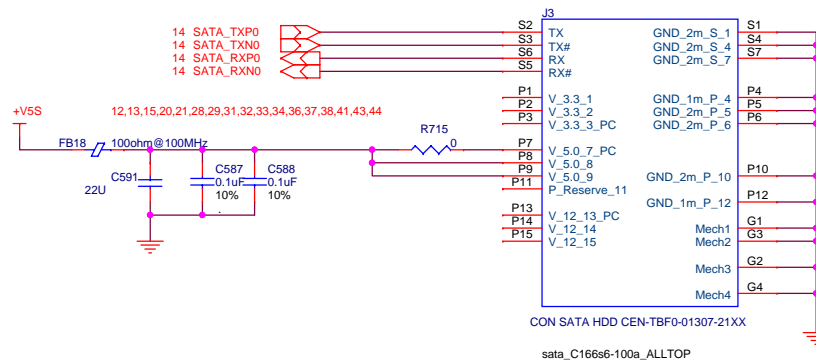 J3
14 SATA_TXP0 S2 TX GND_2m_S_1 S1
14 SATA_TXN0 S3 TX# GND_2m_S_4 S4
14 SATA_RXP0 S6 RX GND_2m_S_7 S7
14 SATA_RXN0 S5 RX#
P1 V_3.3_1 GND_1m_P_4 P4
P2 V_3.3_2 GND_2m_P_5 P5
P3 V_3.3_3_PC GND_2m_P_6 P6
+V5S 12,13,15,20,21,28,29,31,32,33,34,36,37,38,41,43,44
FB18 100ohm@100MHz R715 0
P7 V_5.0_7_PC
P8 V_5.0_8
P9 V_5.0_9 GND_2m_P_10 P10
P11 P_Reserve_11
C591 22U
C587 0.1uF 10%
C588 0.1uF 10%
GND_1m_P_12 P12
P13 V_12_13_PC
P14 V_12_14 Mech1 G1
P15 V_12_15 Mech2 G3
Mech3 G2
Mech4 G4
CON SATA HDD CEN-TBF0-01307-21XX
sata_C166s6-100a_ALLTOP